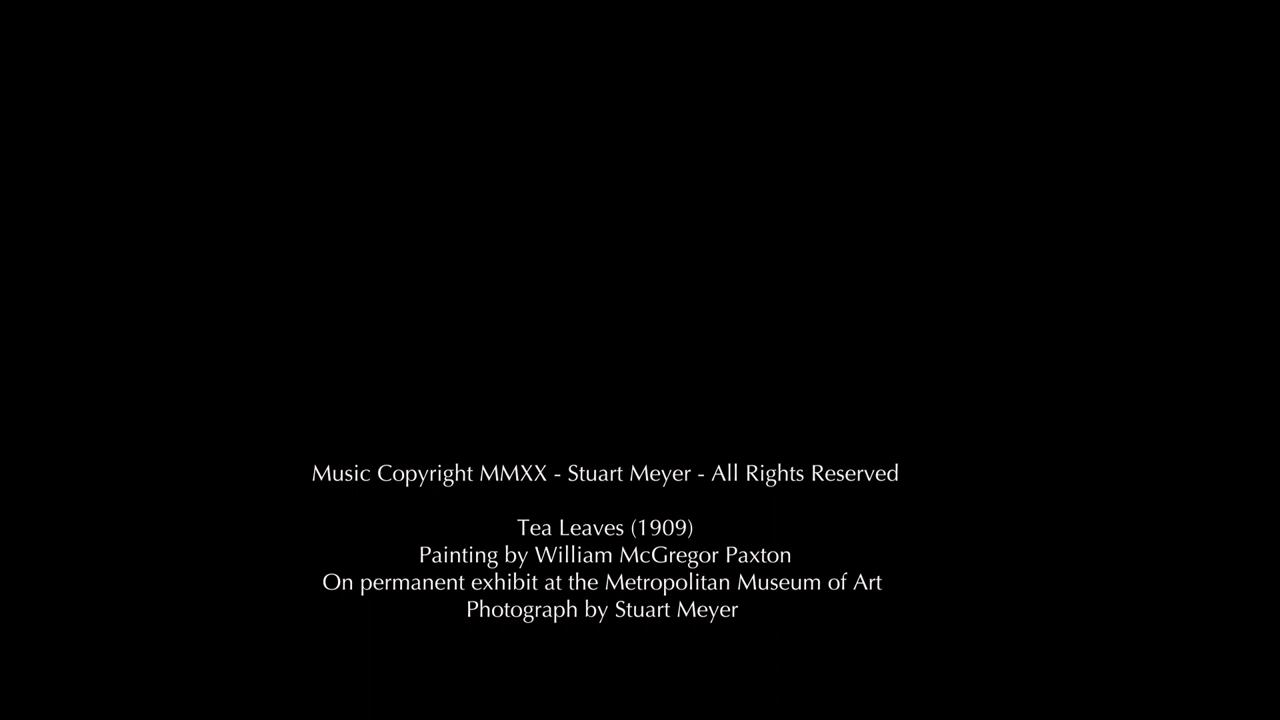 Music Copyright MMXX - Stuart Meyer - All Rights Reserved
Tea Leaves (1909)
Painting by William McGregor Paxton
On permanent exhibit at the Metropolitan Museum of Art
Photograph by Stuart Meyer